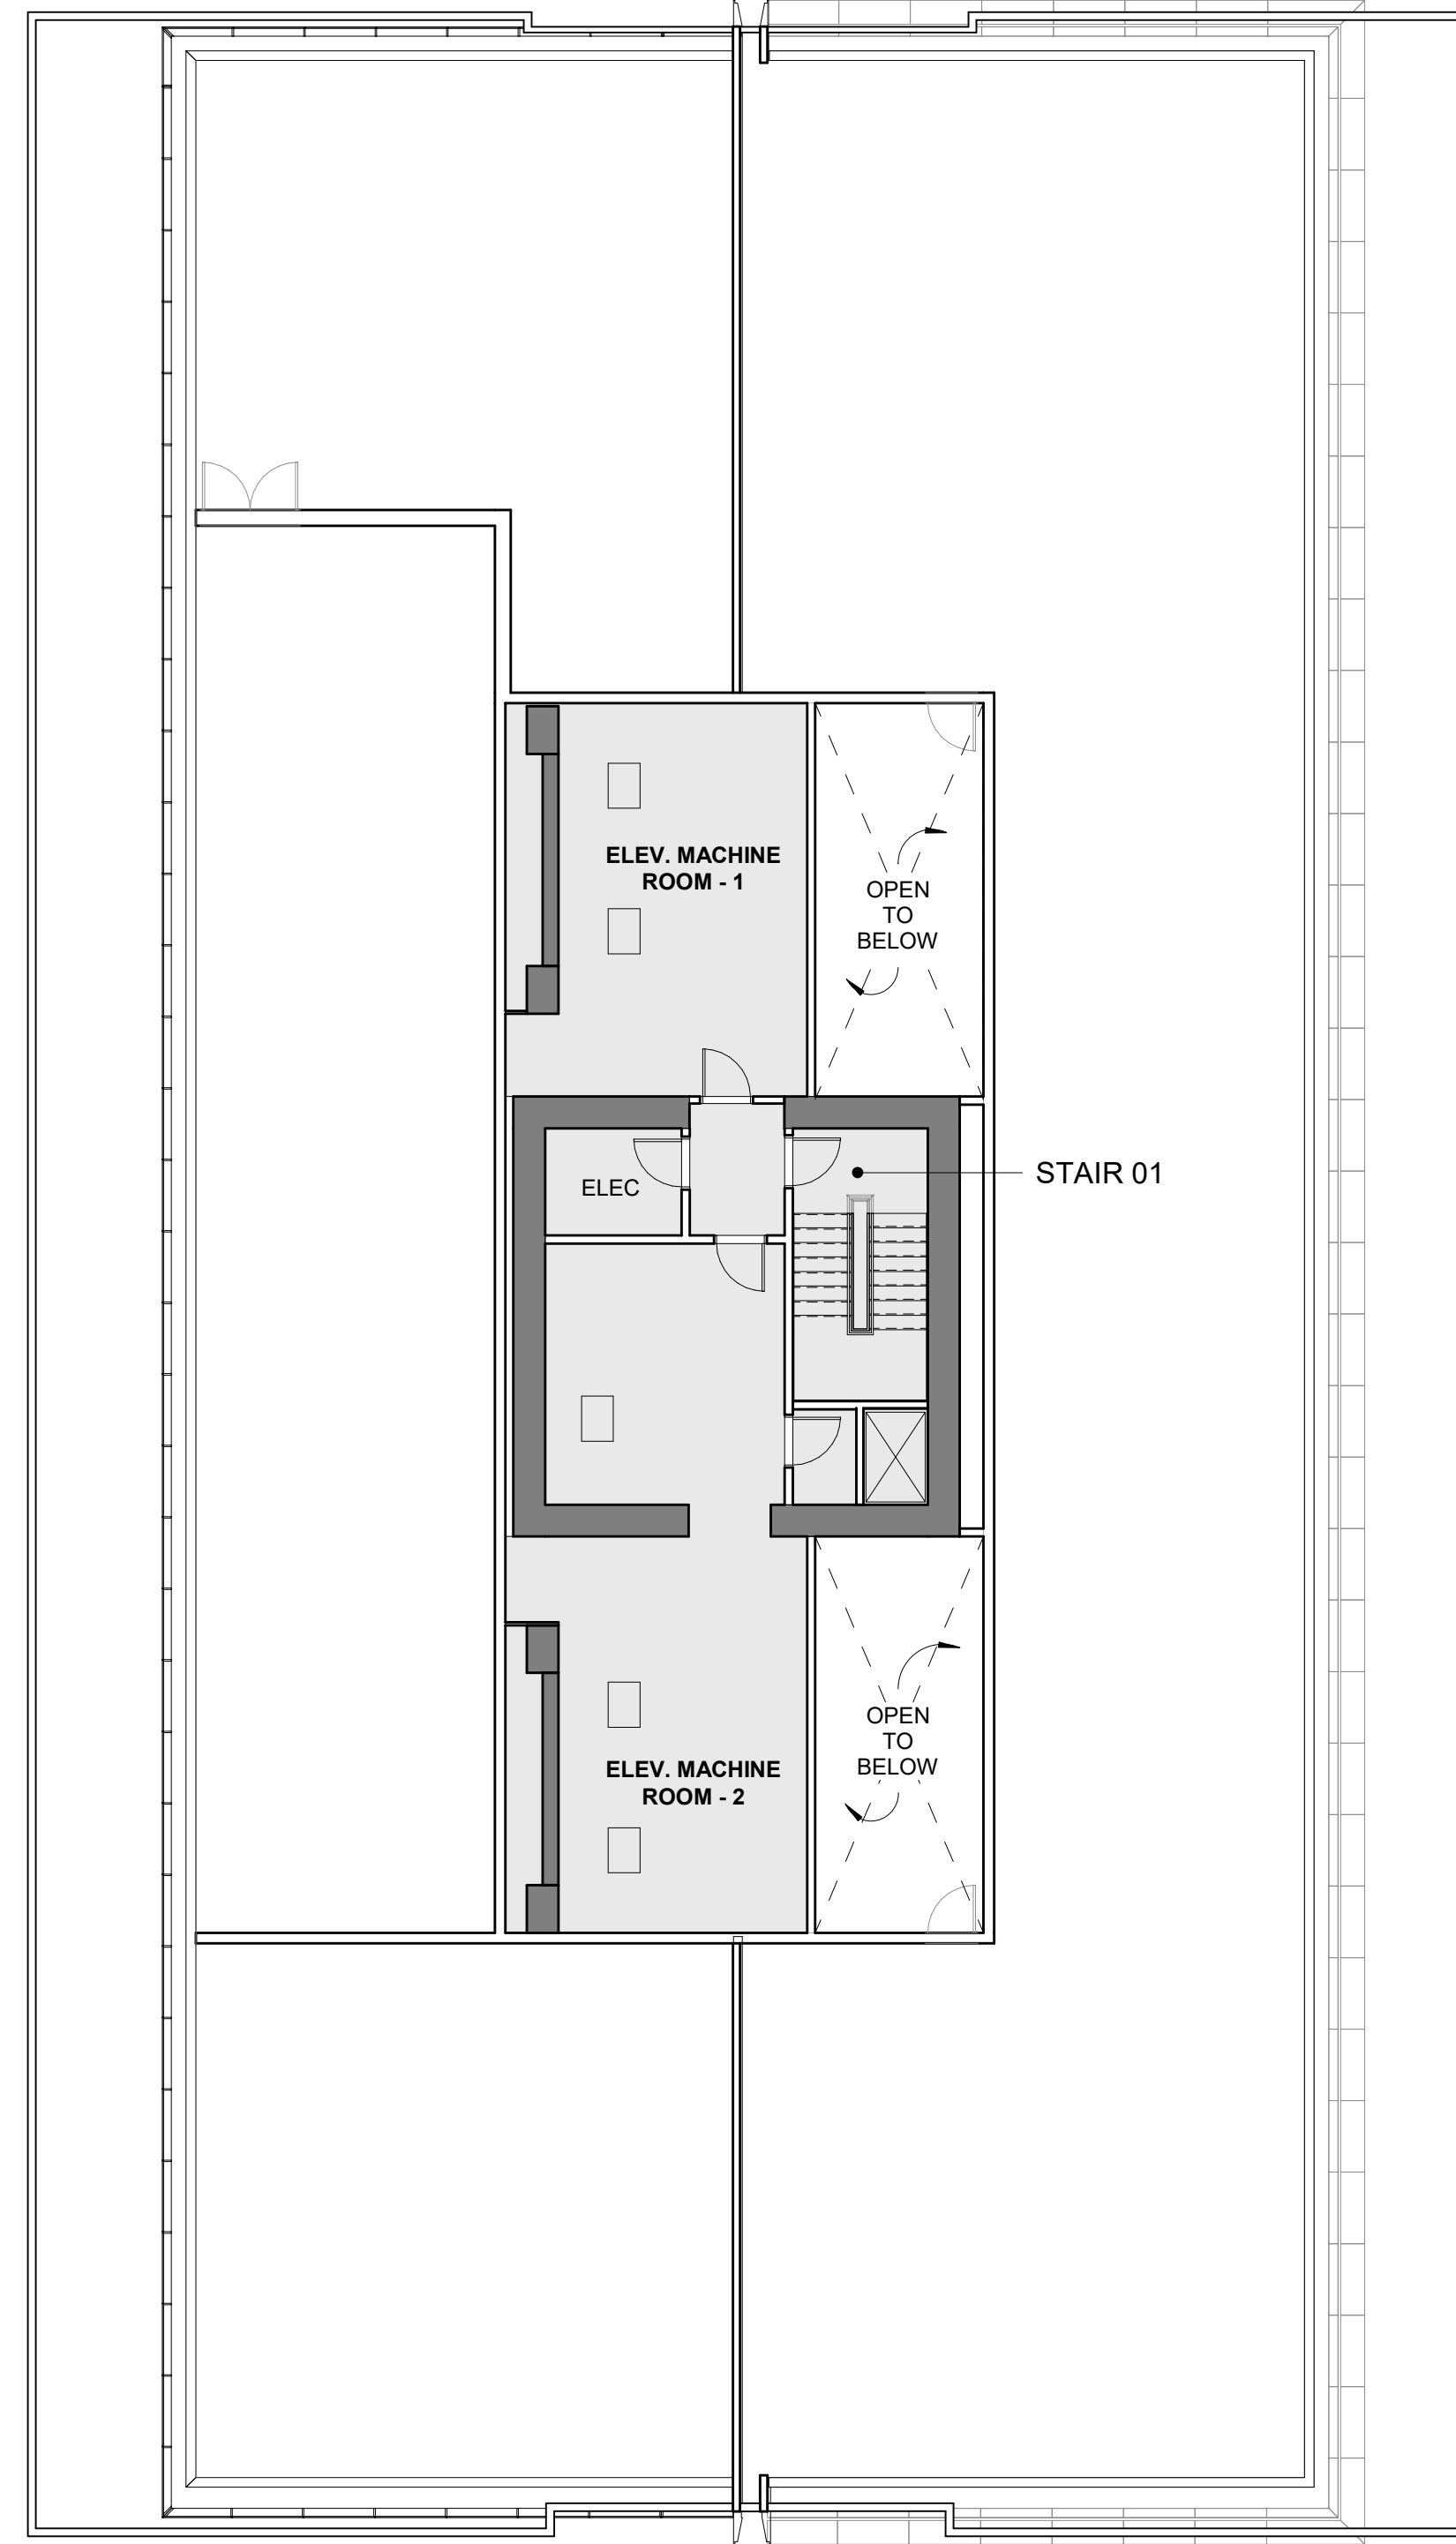 ELEV. MACHINE
ROOM - 1
OPEN
TO
BELOW
STAIR 01
ELEC
OPEN
TO
BELOW
ELEV. MACHINE
ROOM - 2